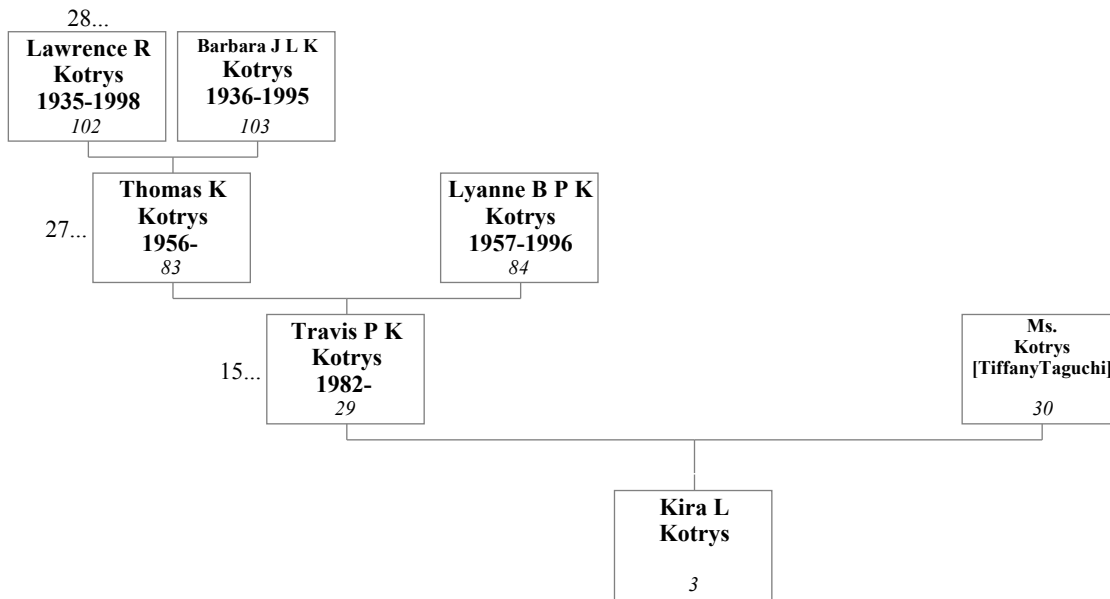 28...
Lawrence R
Kotrys
1935-1998
102
Barbara J L K
Kotrys
1936-1995
103
27...
Thomas K
Kotrys
1956-
83
Lyanne B P K
Kotrys
1957-1996
84
15...
Travis P K
Kotrys
1982-
29
Ms.
Kotrys
[TiffanyTaguchi]
30
Kira L
Kotrys
3